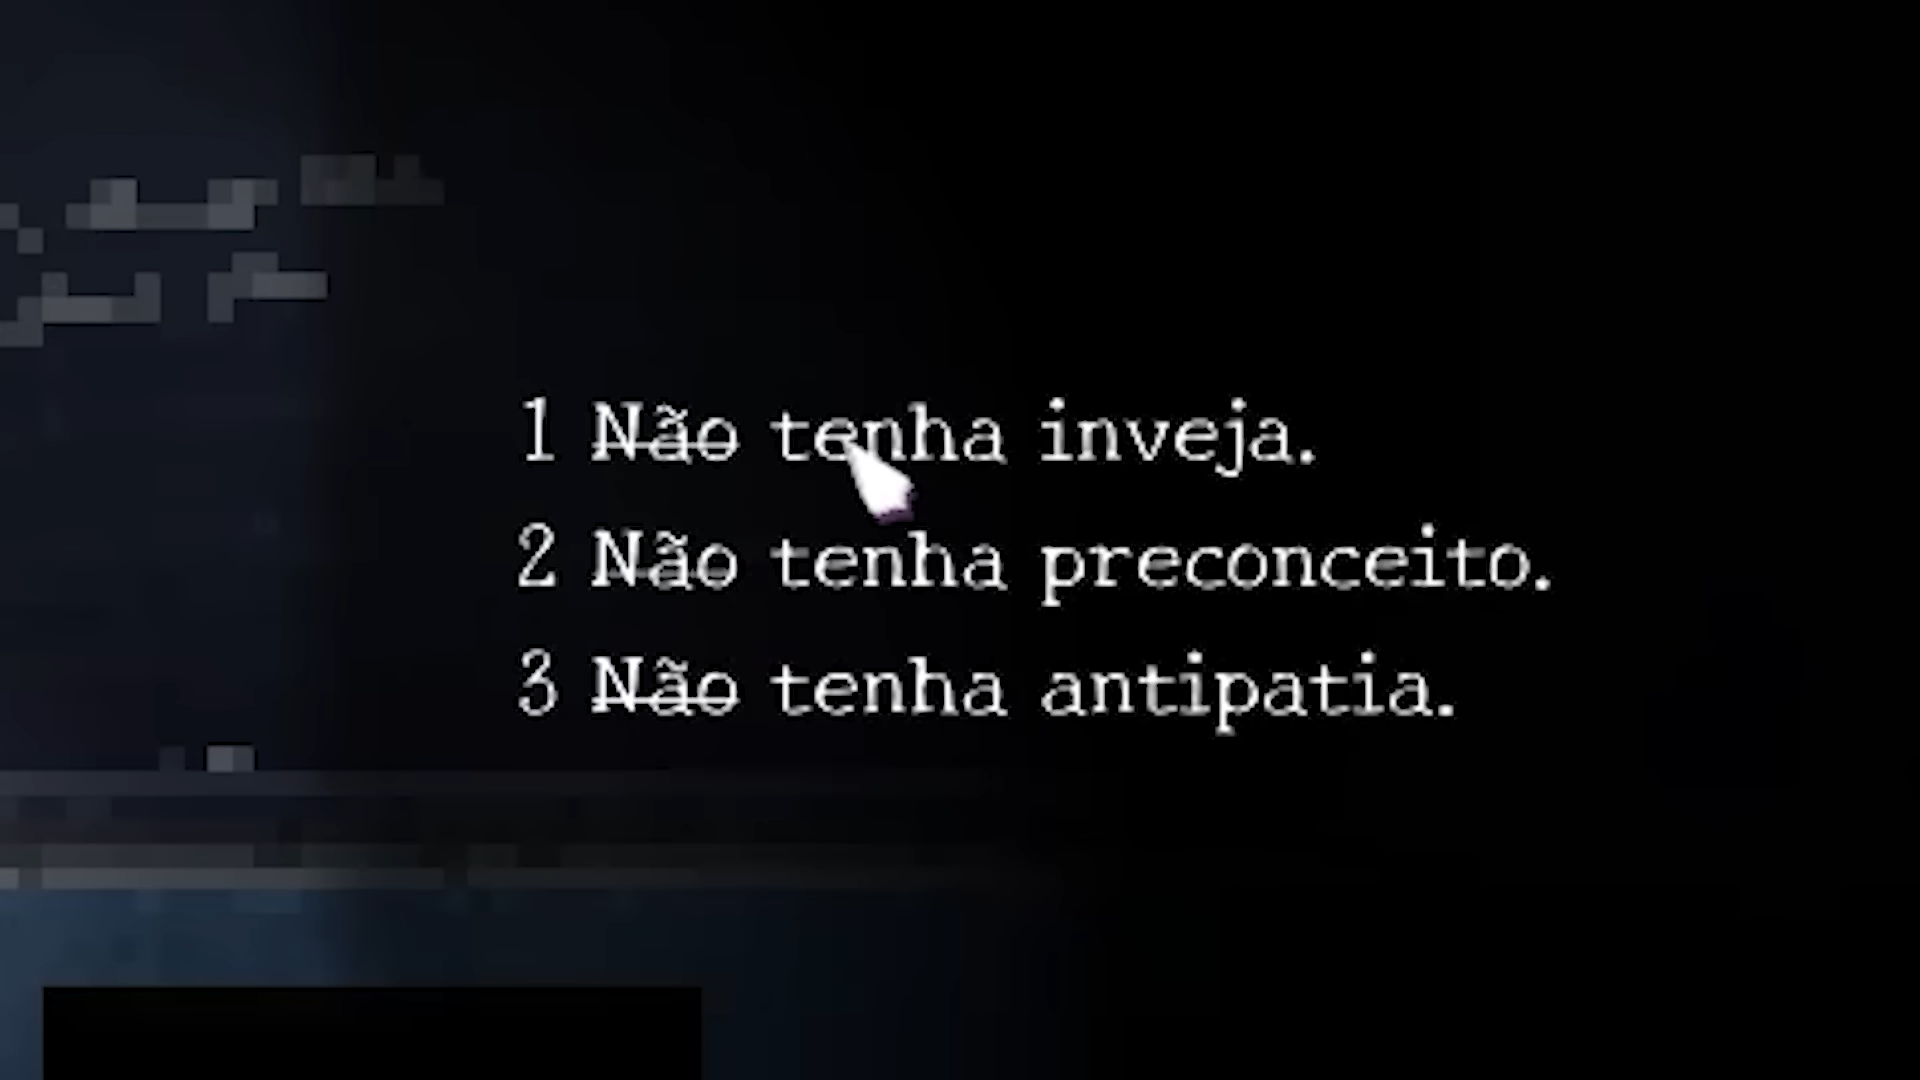 1 Não tenha inveja.
2 Não tenha preconceito.
3 Não tenha antipatia.